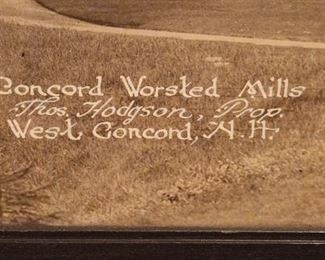 Concord Worsted Mills
Thos. Hodgson, Prop.
West Concord, N.H.